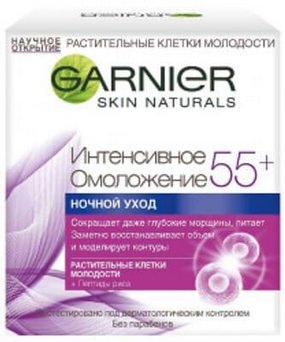 НАУЧНОЕ
ОТКРЫТИЕ
РАСТИТЕЛЬНЫЕ КЛЕТКИ МОЛОДОСТИ
GARNIER
SKIN NATURALS
Интенсивное
Омоложение 55+
НОЧНОЙ УХОД
Сокращает даже глубокие морщины, питает
Заметно восстанавливает объем
и моделирует контуры
РАСТИТЕЛЬНЫЕ КЛЕТКИ
МОЛОДОСТИ
+ Пептиды риса
Протестировано под дерматологическим контролем
Без парабенов